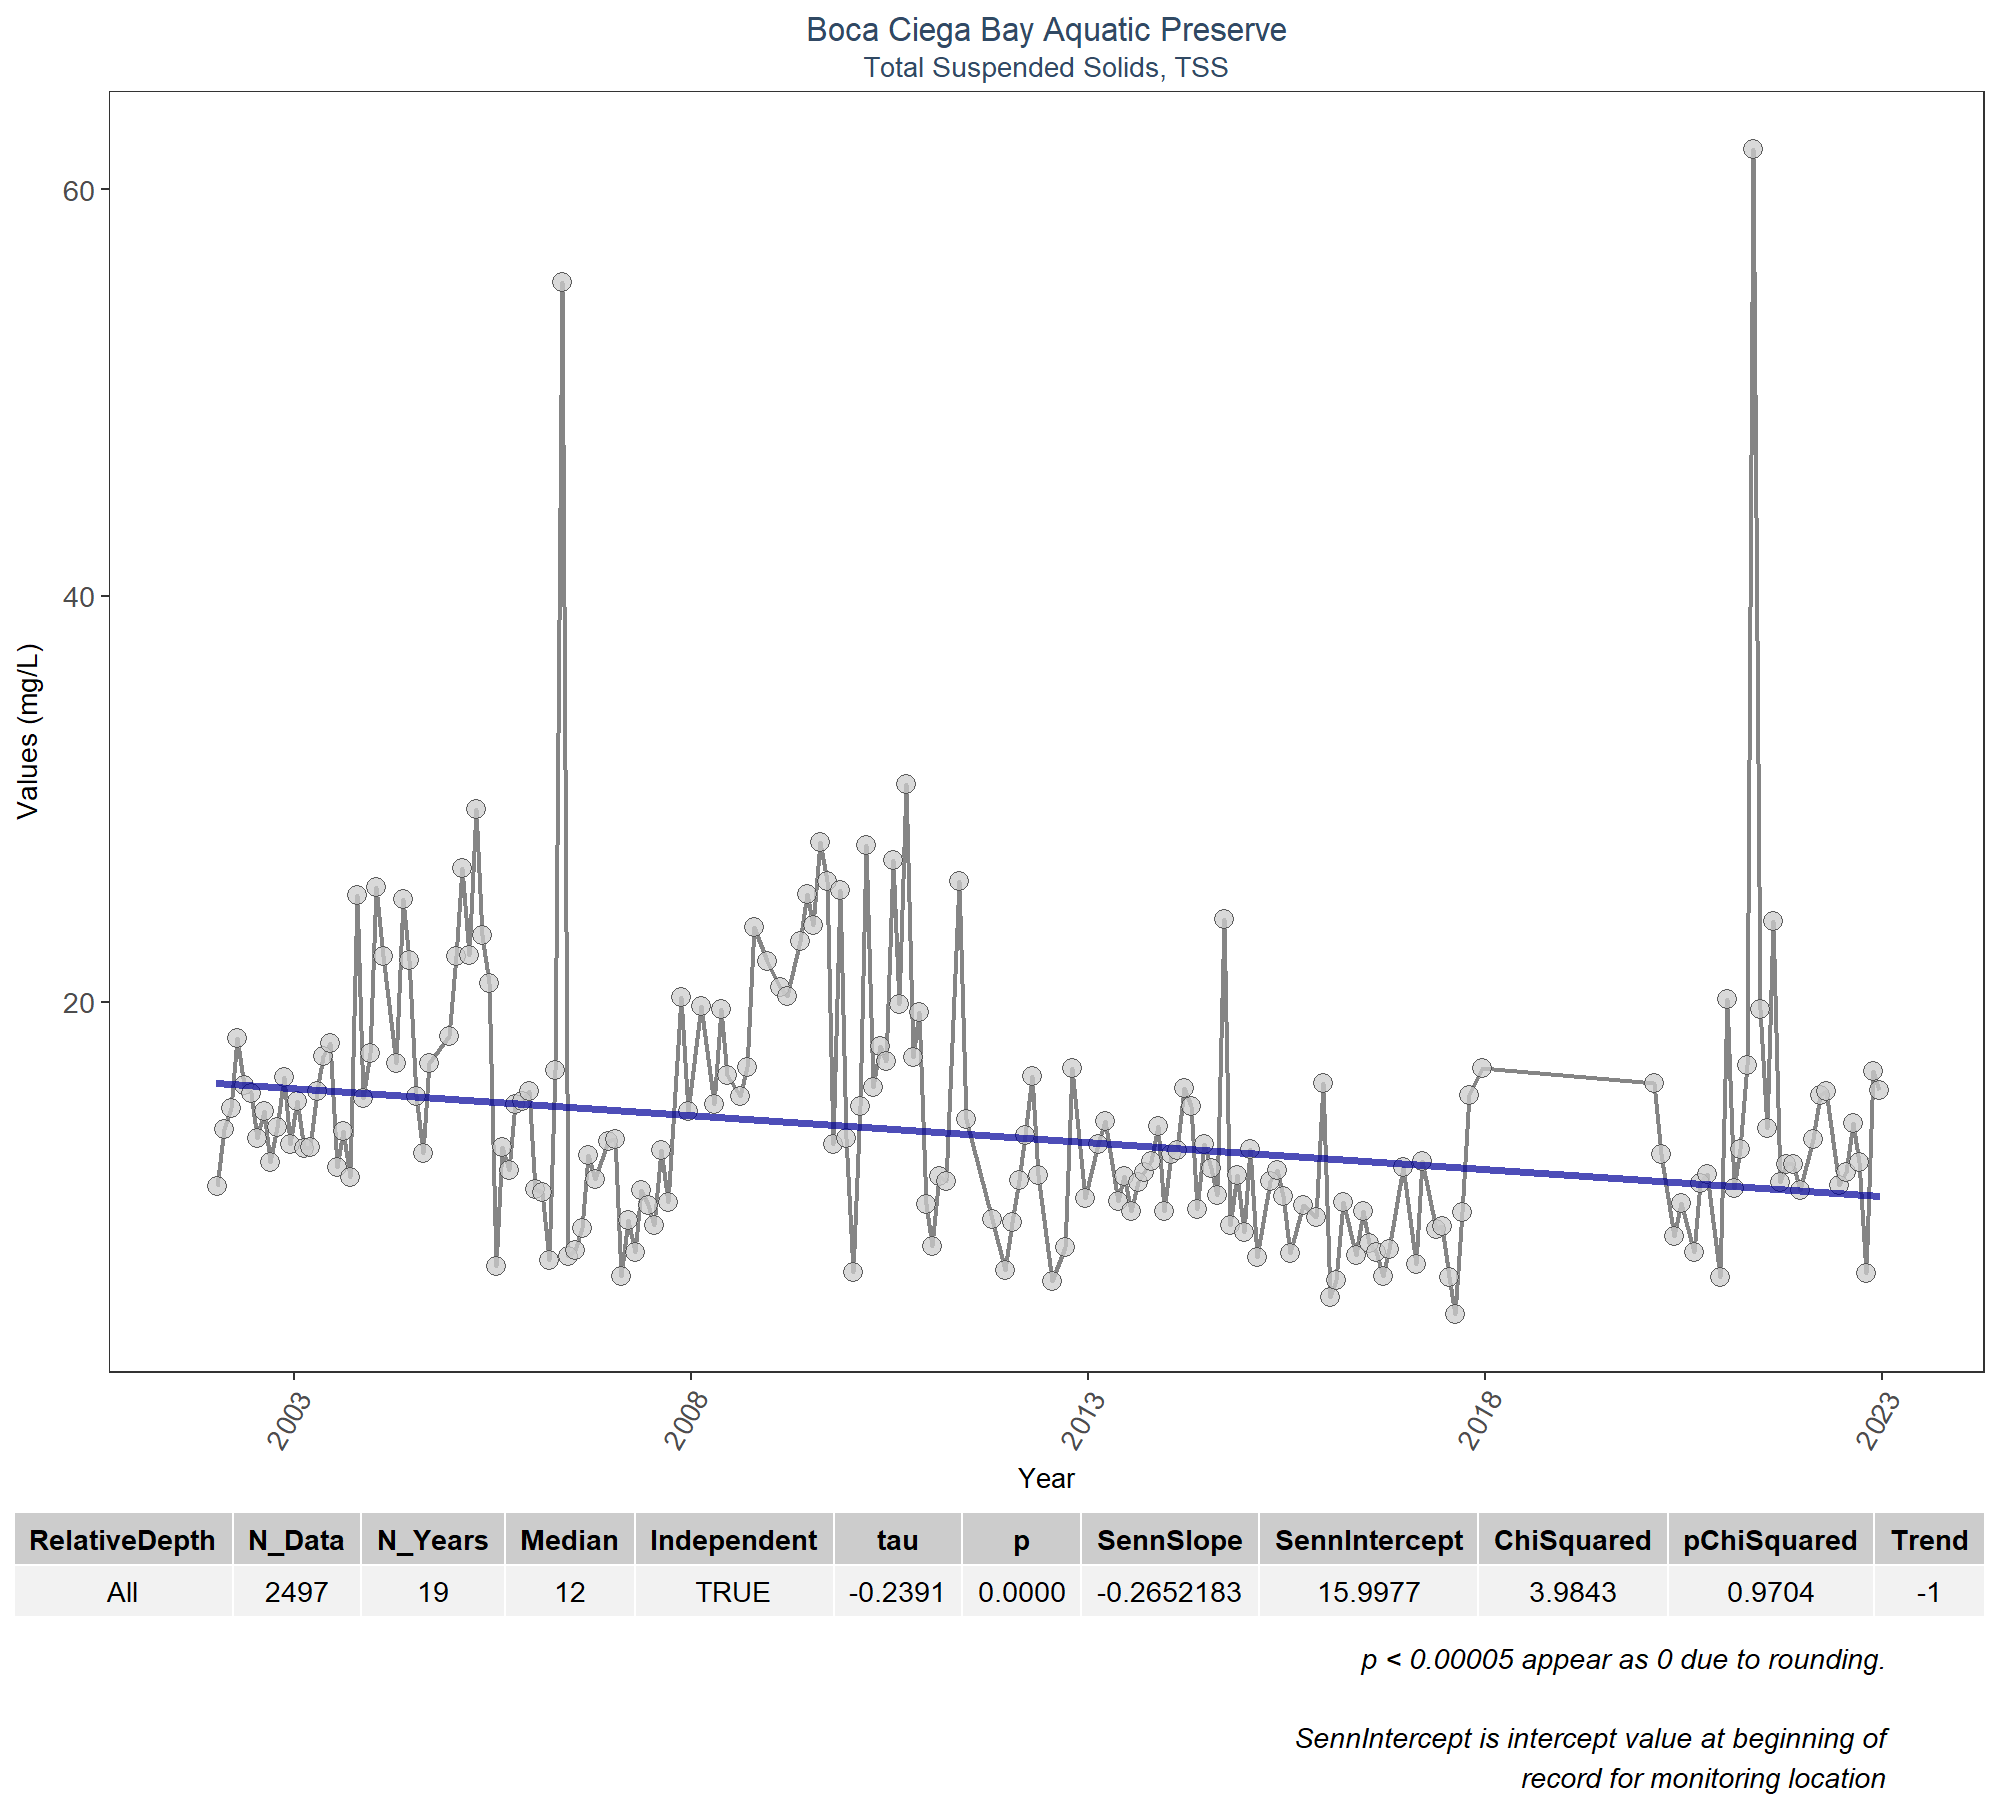 Boca Ciega Bay Aquatic Preserve
Total Suspended Solids, TSS
60
40
20
Values (mg/L)
2003
2008
2013
2018
2023
Year
RelativeDepth N_Data N_Years Median Independent tau p SennSlope SennIntercept ChiSquared pChiSquared Trend
All 2497 19 12 TRUE -0.2391 0.0000 -0.2652183 15.9977 3.9843 0.9704 -1
p < 0.00005 appear as 0 due to rounding.
SennIntercept is intercept value at beginning of
record for monitoring location